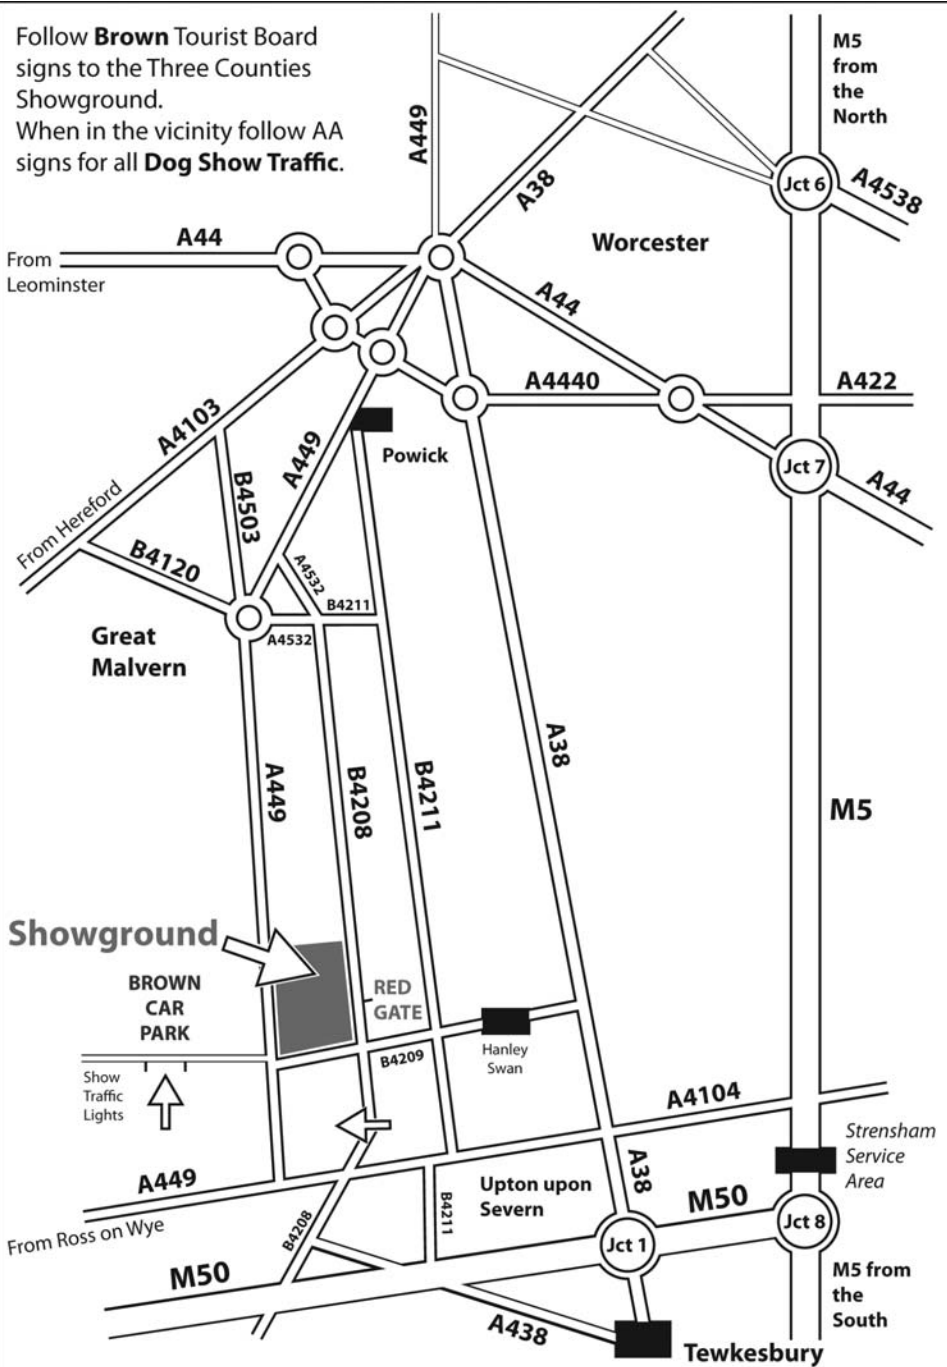 Follow Brown Tourist Board
signs to the Three Counties
Showground.
When in the vicinity follow AA
signs for all Dog Show Traffic.
M5
from
the
North
A449
A38
Jct 6
A4538
A44
Worcester
From
Leominster
A44
A4440
A422
A4103
A449
Powick
Jct 7
A44
From Hereford
B4503
B4120
A4532
B4211
A4532
Great
Malvern
A38
A449
B4208
B4211
M5
Showground
BROWN
CAR
PARK
RED
GATE
Hanley
Swan
B4209
Show
Traffic
Lights
A4104
Strensham
Service
Area
A449
A38
Upton upon
Severn
B4211
M50
Jct 8
From Ross on Wye
B4208
Jct 1
M50
M5 from
the
South
A438
Tewkesbury